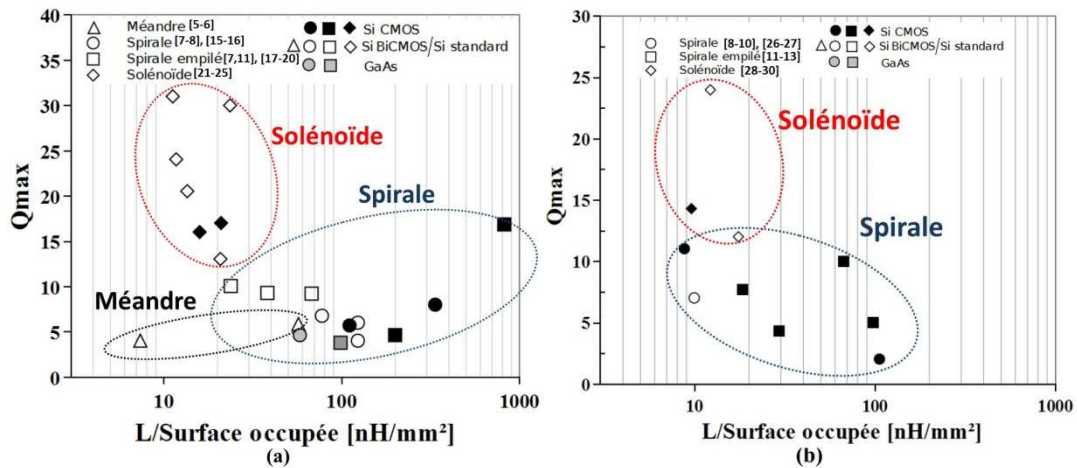 (a)
Méandre [5-6]
Spirale [7-8], [15-16]
Spirale empilé [7,11], [17-20]
Solénoïde [21-25]
Si CMOS
Si BiCMOS/Si standard
GaAs
40
35
30
25
20
15
10
5
0
Qmax
Solénoïde
Spirale
Méandre
10
100
1000
L/Surface occupée [nH/mm²]
(a)
Spirale [8-10], [26-27]
Spirale empilé [11-13]
Solénoïde [28-30]
Si CMOS
Si BiCMOS/Si standard
GaAs
30
25
20
15
10
5
0
Qmax
Solénoïde
Spirale
10
100
1000
L/Surface occupée [nH/mm²]
(b)